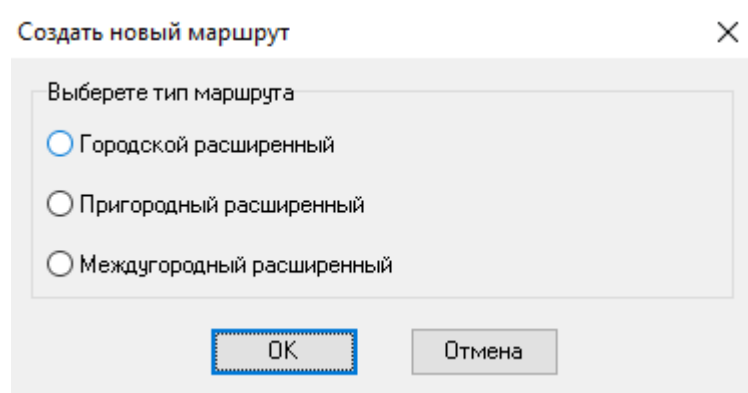 Создать новый маршрут
Выберете тип маршрута
Городской расширенный
Пригородный расширенный
Междугородный расширенный
OK
Отмена